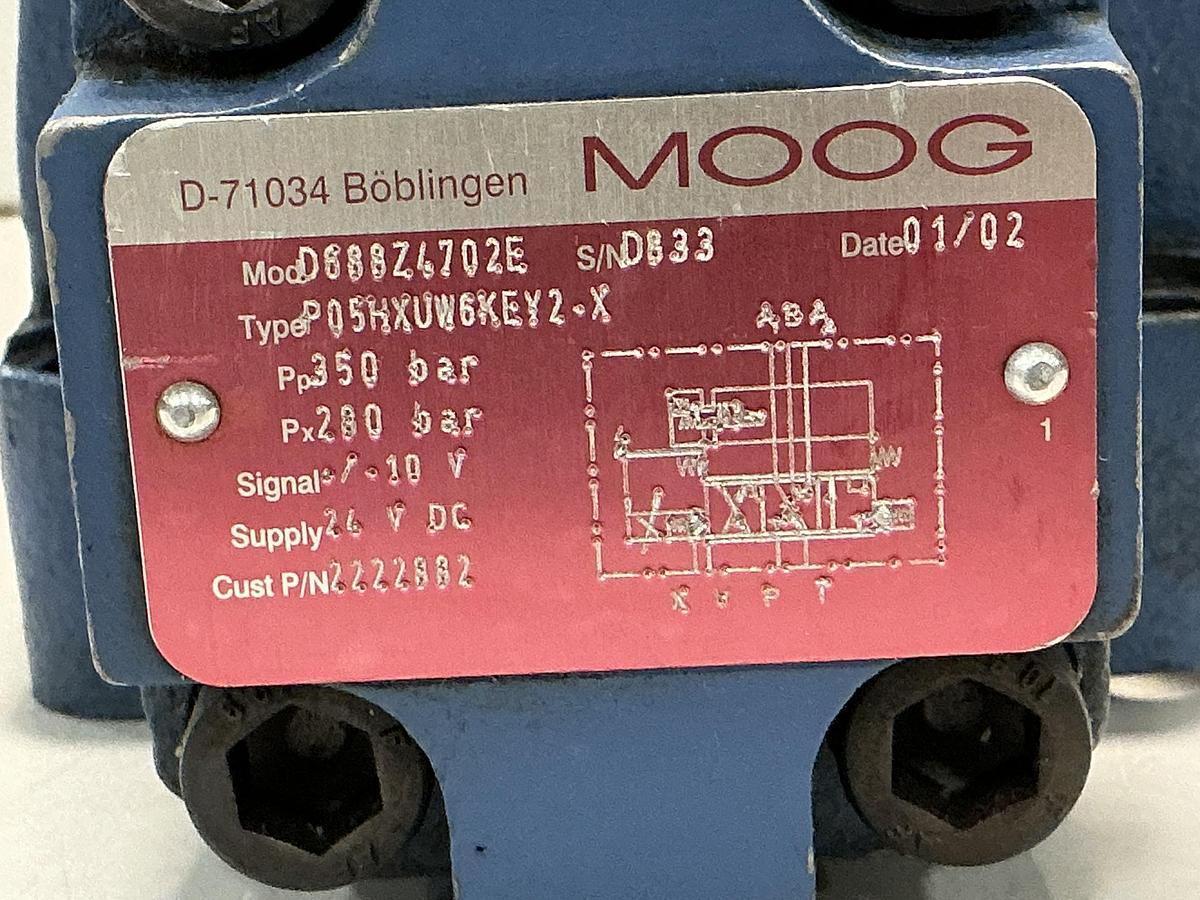 D-71034 Böblingen MOOG
Mod D688Z4702E S/N D833 Date 01/02
Type P05HXUW6KEY2-X
Pp 350 bar
Px 280 bar
Signal +/-10 V
Supply 24 V DC
Cust P/N 2222882
A B A
X Y P T
1